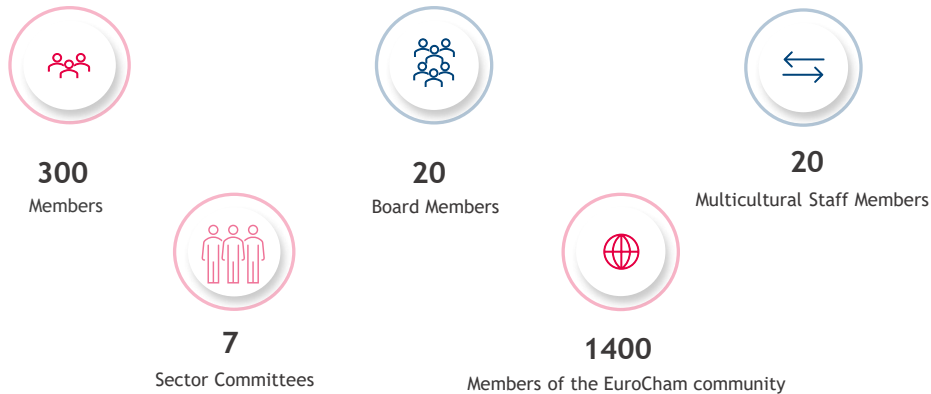 300
Members
20
Board Members
20
Multicultural Staff Members
7
Sector Committees
1400
Members of the EuroCham community